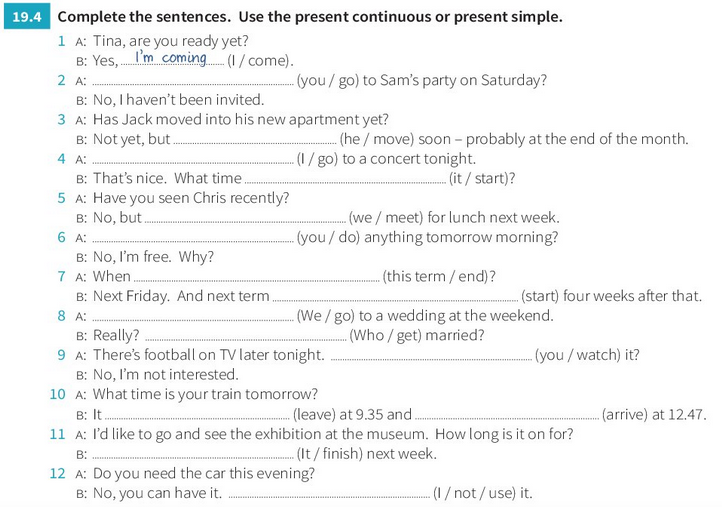 19.4 Complete the sentences. Use the present continuous or present simple.
1 A: Tina, are you ready yet?
B: Yes, I'm coming (I / come).
2 A: ........................ (you / go) to Sam's party on Saturday?
B: No, I haven't been invited.
3 A: Has Jack moved into his new apartment yet?
B: Not yet, but ........................ (he / move) soon – probably at the end of the month.
4 A: ........................ (I / go) to a concert tonight.
B: That's nice. What time ........................ (it / start)?
5 A: Have you seen Chris recently?
B: No, but ........................ (we / meet) for lunch next week.
6 A: ........................ (you / do) anything tomorrow morning?
B: No, I'm free. Why?
7 A: When ........................ (this term / end)?
B: Next Friday. And next term ........................ (start) four weeks after that.
8 A: ........................ (We / go) to a wedding at the weekend.
B: Really? ........................ (Who / get) married?
9 A: There's football on TV later tonight. ........................ (you / watch) it?
B: No, I'm not interested.
10 A: What time is your train tomorrow?
B: It ........................ (leave) at 9.35 and ........................ (arrive) at 12.47.
11 A: I'd like to go and see the exhibition at the museum. How long is it on for?
B: ........................ (It / finish) next week.
12 A: Do you need the car this evening?
B: No, you can have it. ........................ (I / not / use) it.